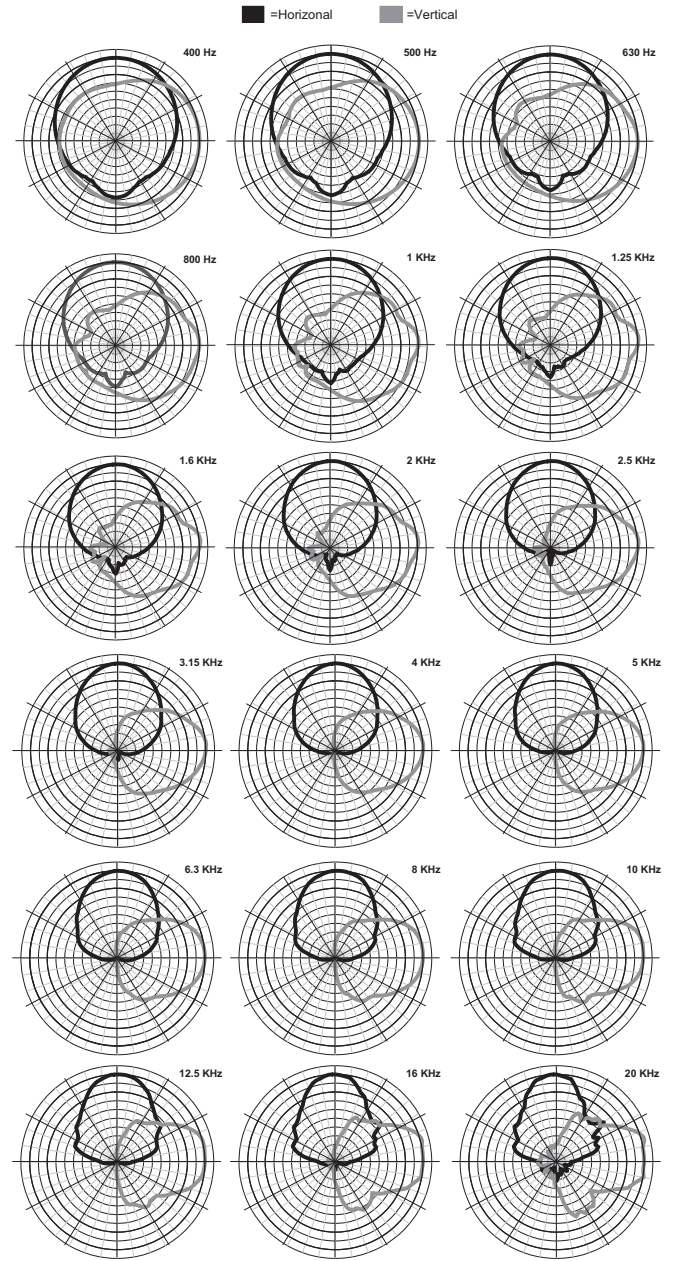 =Horizonal =Vertical
400 Hz 500 Hz 630 Hz
800 Hz 1 KHz 1.25 KHz
1.6 KHz 2 KHz 2.5 KHz
3.15 KHz 4 KHz 5 KHz
6.3 KHz 8 KHz 10 KHz
12.5 KHz 16 KHz 20 KHz